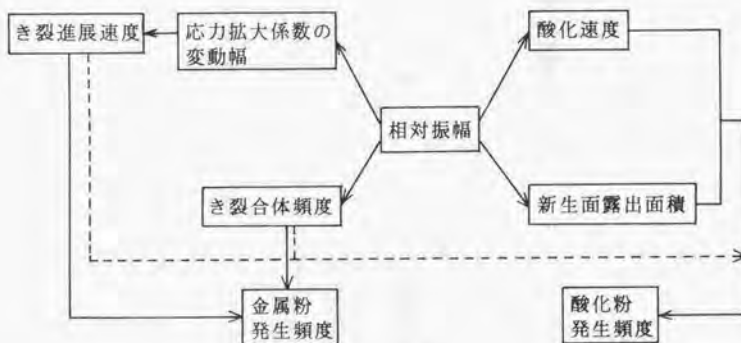 き裂進展速度
応力拡大係数の
変動幅
酸化速度
相対振幅
き裂合体頻度
新生面露出面積
金属粉
発生頻度
酸化粉
発生頻度